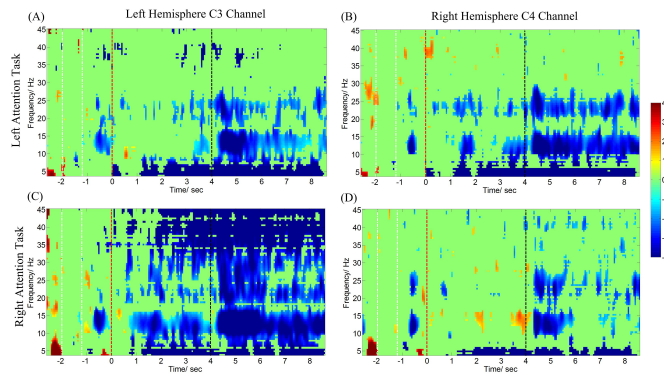 Left Hemisphere C3 Channel
Right Hemisphere C4 Channel
(A)
(B)
Left Attention Task
Right Attention Task
Frequency/ Hz
45
40
35
30
25
20
15
10
5
-2 -1 0 1 2 3 4 5 6 7 8
Time/ sec
Frequency/ Hz
45
40
35
30
25
20
15
10
5
-2 -1 0 1 2 3 4 5 6 7 8
Time/ sec
(C)
(D)
Frequency/ Hz
45
40
35
30
25
20
15
10
5
-2 -1 0 1 2 3 4 5 6 7 8
Time/ sec
Frequency/ Hz
45
40
35
30
25
20
15
10
5
-2 -1 0 1 2 3 4 5 6 7 8
Time/ sec